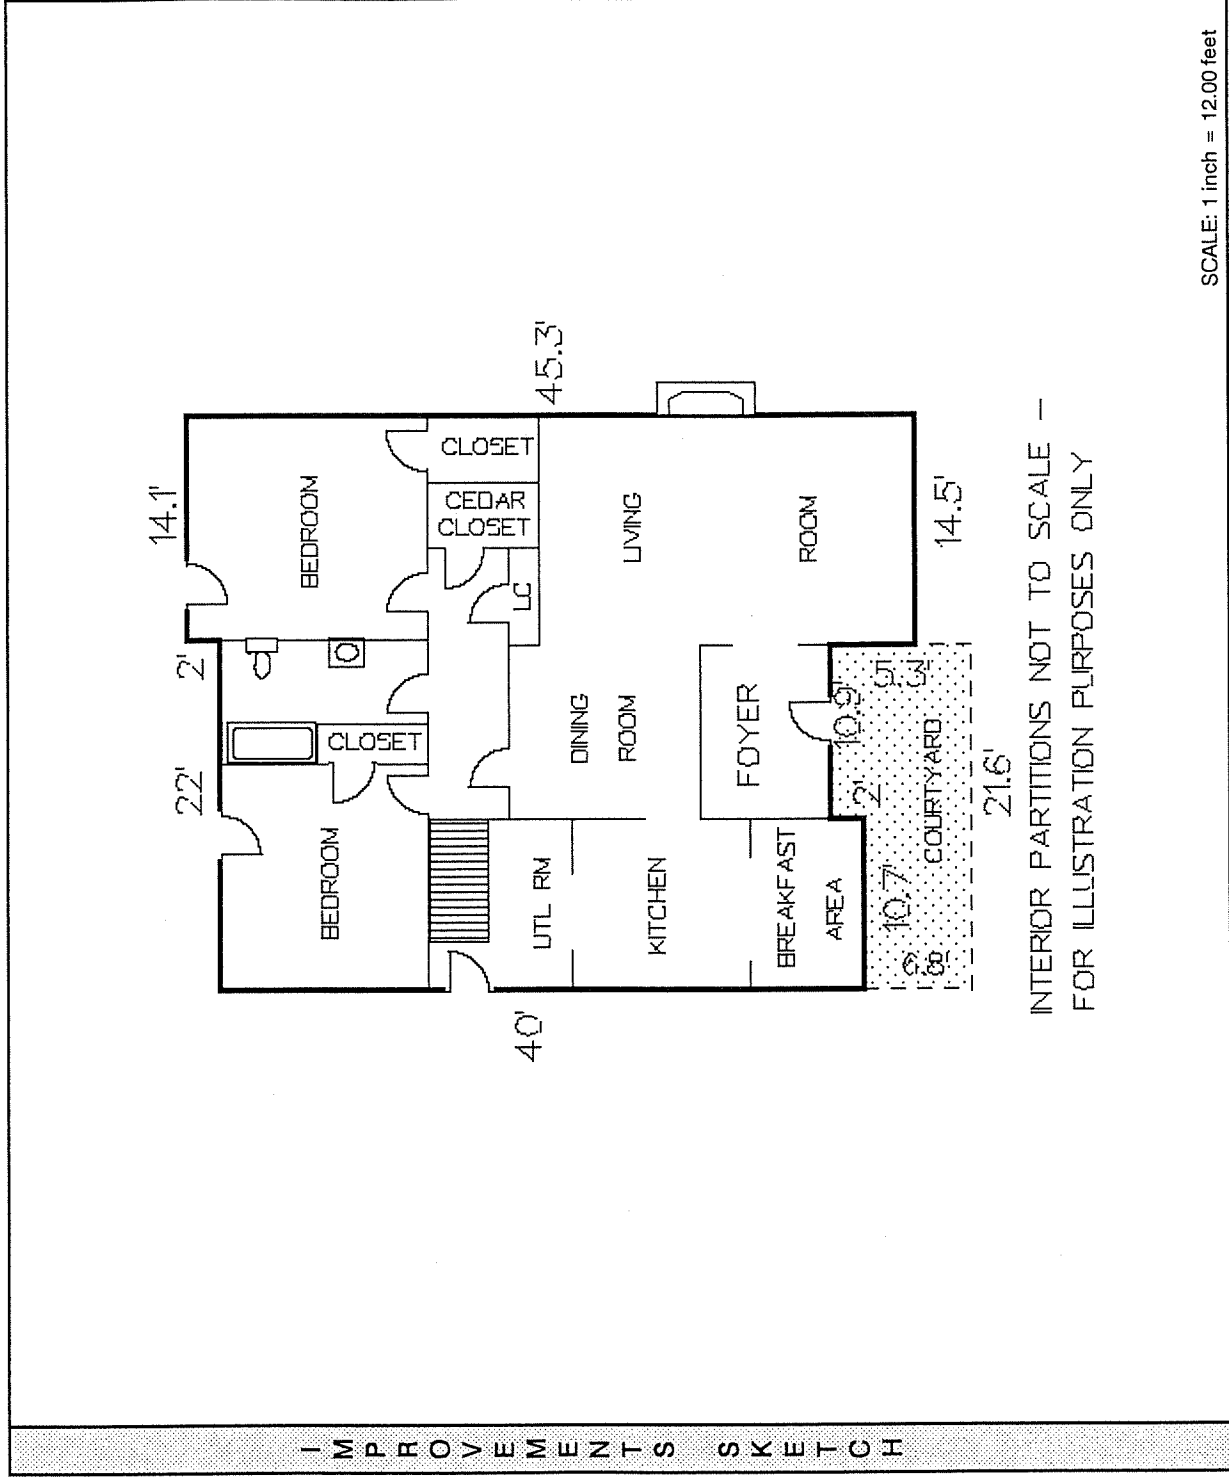 IMPROVEMENTS SKETCH
14.1'
2'
22'
BEDROOM
CLOSET
CEDAR
CLOSET
LC
45.3'
BEDROOM
CLOSET
40'
UTL RM
DINING
ROOM
LIVING
ROOM
KITCHEN
FOYER
BREAKFAST
AREA
10.9'
5.3'
2'
10.7'
6.8'
COURTYARD
14.5'
21.6'
INTERIOR PARTITIONS NOT TO SCALE —
FOR ILLUSTRATION PURPOSES ONLY
SCALE: 1 inch = 12.00 feet